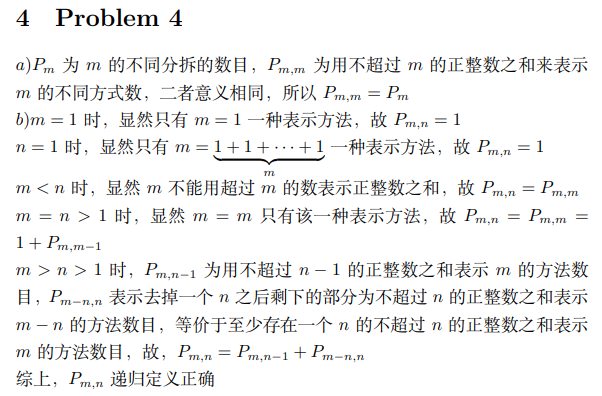 4 Problem 4
a)P_m 为 m 的不同分拆的数目，P_{m,m} 为用不超过 m 的正整数之和来表示
m 的不同方式数，二者意义相同，所以 P_{m,m} = P_m
b)m = 1 时，显然只有 m = 1 一种表示方法，故 P_{m,n} = 1
n = 1 时，显然只有 m = \underbrace{1 + 1 + ⋯ + 1}_{m} 一种表示方法，故 P_{m,n} = 1
m < n 时，显然 m 不能用超过 m 的数表示正整数之和，故 P_{m,n} = P_{m,m}
m = n > 1 时，显然 m = m 只有该一种表示方法，故 P_{m,n} = P_{m,m} =
1 + P_{m,m−1}
m > n > 1 时，P_{m,n−1} 为用不超过 n − 1 的正整数之和表示 m 的方法数
目，P_{m−n,n} 表示去掉一个 n 之后剩下的部分为不超过 n 的正整数之和表示
m − n 的方法数目，等价于至少存在一个 n 的不超过 n 的正整数之和表示
m 的方法数目，故，P_{m,n} = P_{m,n−1} + P_{m−n,n}
综上，P_{m,n} 递归定义正确